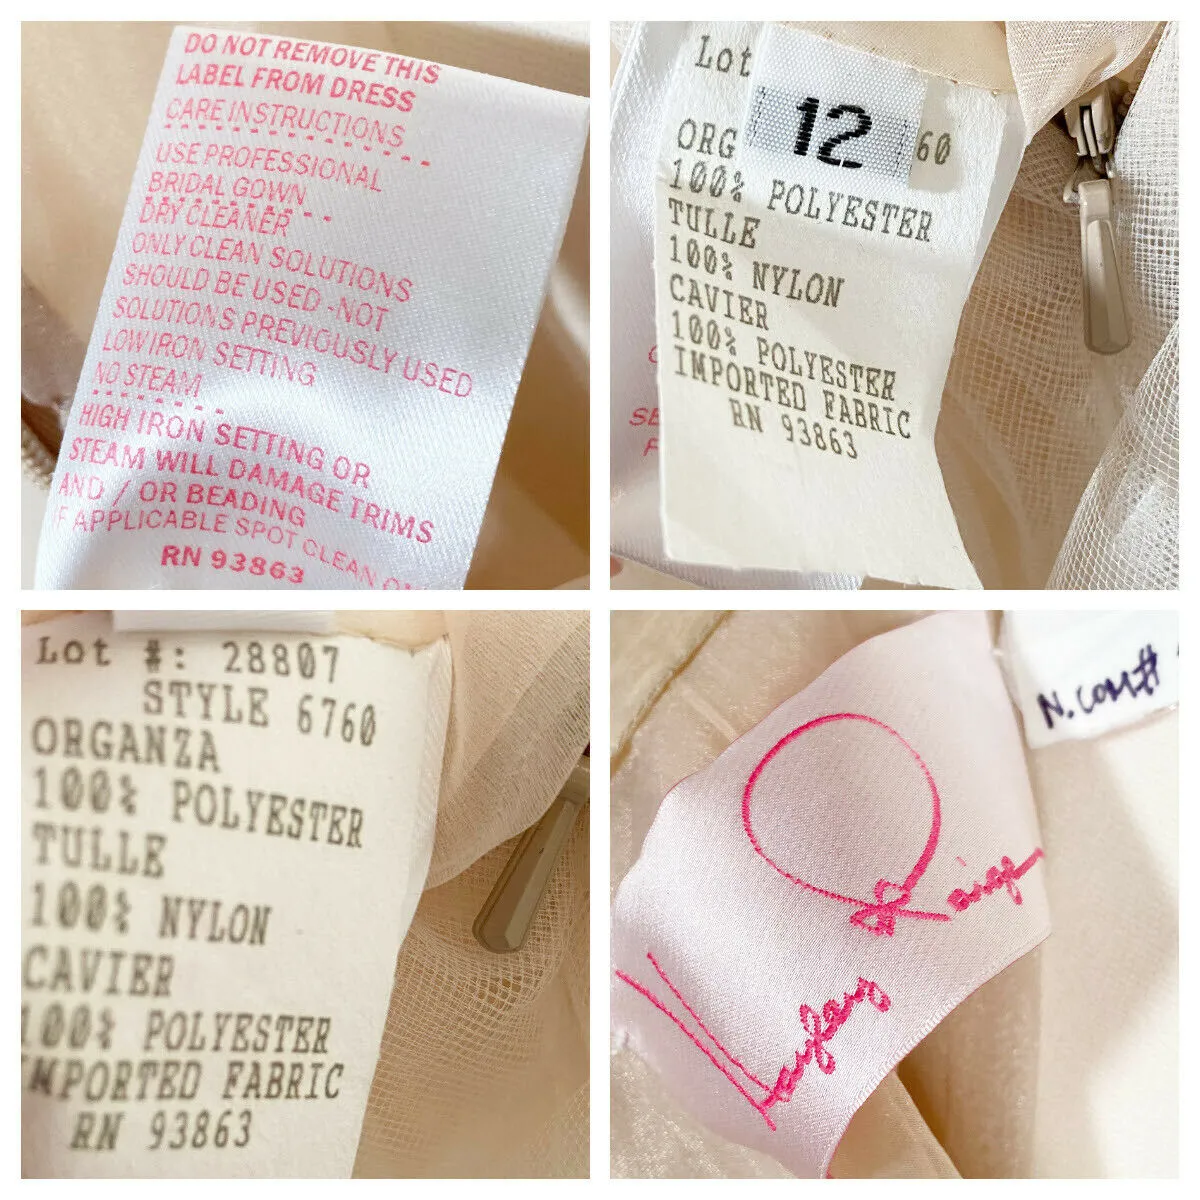 DO NOT REMOVE THIS
LABEL FROM DRESS
CARE INSTRUCTIONS
USE PROFESSIONAL
BRIDAL GOWN
DRY CLEANER
ONLY CLEAN SOLUTIONS
SHOULD BE USED -NOT
SOLUTIONS PREVIOUSLY USED
LOW IRON SETTING
NO STEAM
HIGH IRON SETTING OR
STEAM WILL DAMAGE TRIMS
AND / OR BEADING
IF APPLICABLE SPOT CLEAN
RN 93863
Lot
12
ORG 60
100% POLYESTER
TULLE
100% NYLON
CAVIER
100% POLYESTER
IMPORTED FABRIC
RN 93863
SE
F
Lot #: 28807
STYLE 6760
ORGANZA
100% POLYESTER
TULLE
100% NYLON
CAVIER
100% POLYESTER
MPORTED FABRIC
RN 93863
N. COM#